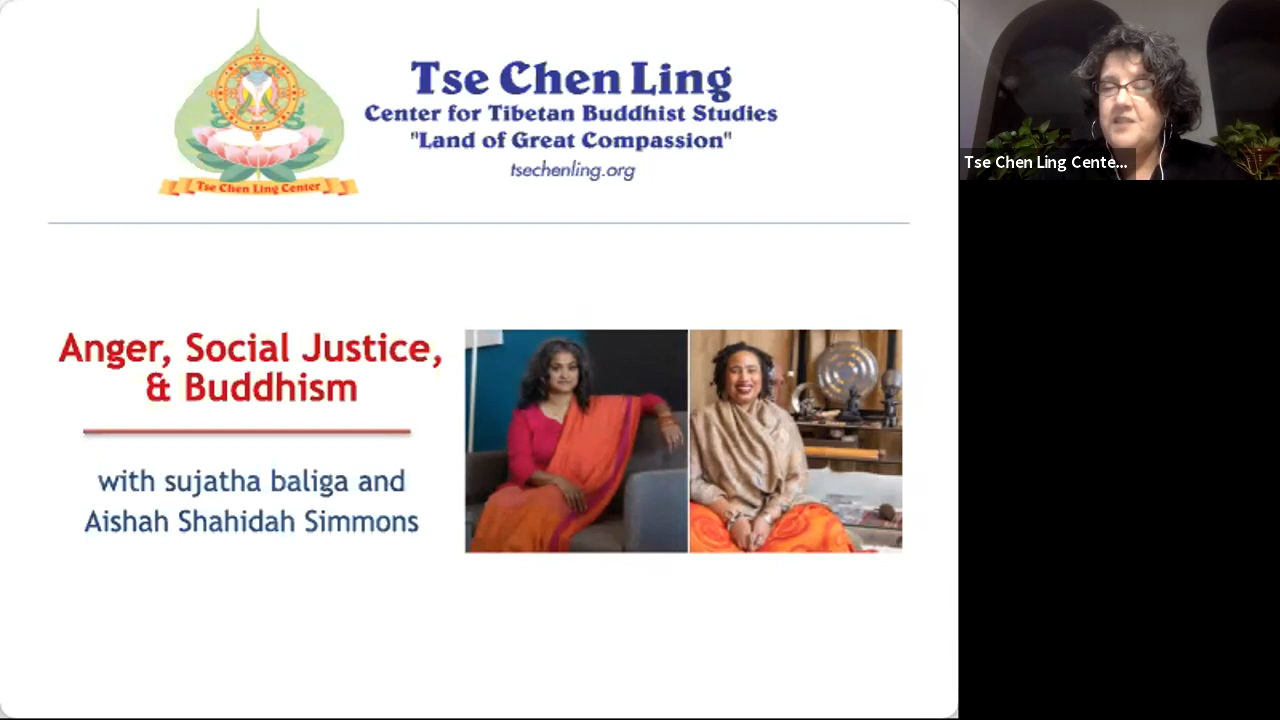 Tse Chen Ling
Center for Tibetan Buddhist Studies
"Land of Great Compassion"
tsechenling.org
Tse Chen Ling Center
Anger, Social Justice,
& Buddhism
with sujatha baliga and
Aishah Shahidah Simmons
Tse Chen Ling Cente...